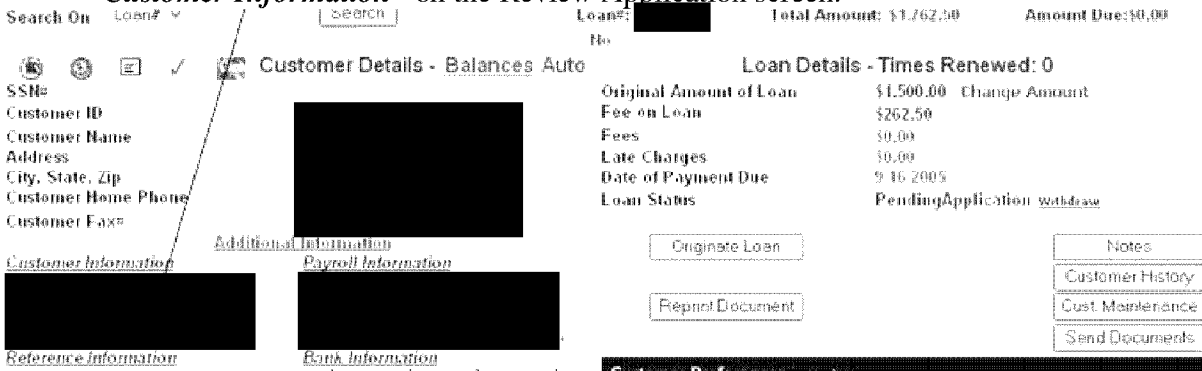 Customer Information" on the Review Application screen.
Search On Loan# Search
Loan#: Total Amount: $1,762.50 Amount Due:$0.00
No
Customer Details - Balances Auto
SSN#
Customer ID
Customer Name
Address
City, State, Zip
Customer Home Phone
Customer Fax#
Additional Information
Customer Information Payroll Information
Reference Information Bank Information
Loan Details - Times Renewed: 0
Original Amount of Loan $1,500.00 Change Amount
Fee on Loan $262.50
Fees $0.00
Late Charges $0.00
Date of Payment Due 9 16 2005
Loan Status PendingApplication Withdraw
Originate Loan Notes
Customer History
Reprint Document Cust. Maintenance
Send Documents